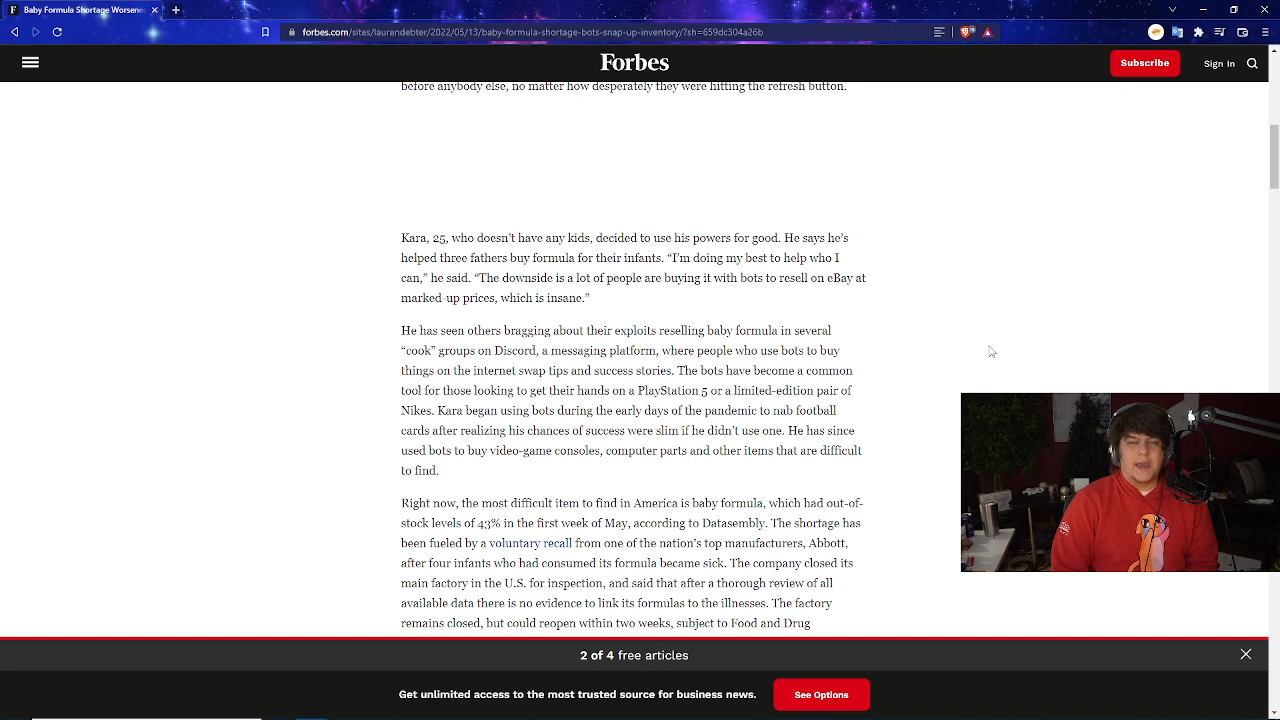 Baby Formula Shortage Worsene
forbes.com/sites/laurendebter/2022/05/13/baby-formula-shortage-bots-snap-up-inventory/?sh=659dc304a26b
Forbes
Subscribe
Sign In
before anybody else, no matter how desperately they were hitting the refresh button.
Kara, 25, who doesn’t have any kids, decided to use his powers for good. He says he’s
helped three fathers buy formula for their infants. “I’m doing my best to help who I
can,” he said. “The downside is a lot of people are buying it with bots to resell on eBay at
marked-up prices, which is insane.”
He has seen others bragging about their exploits reselling baby formula in several
“cook” groups on Discord, a messaging platform, where people who use bots to buy
things on the internet swap tips and success stories. The bots have become a common
tool for those looking to get their hands on a PlayStation 5 or a limited-edition pair of
Nikes. Kara began using bots during the early days of the pandemic to nab football
cards after realizing his chances of success were slim if he didn’t use one. He has since
used bots to buy video-game consoles, computer parts and other items that are difficult
to find.
Right now, the most difficult item to find in America is baby formula, which had out-of-
stock levels of 43% in the first week of May, according to Datasembly. The shortage has
been fueled by a voluntary recall from one of the nation’s top manufacturers, Abbott,
after four infants who had consumed its formula became sick. The company closed its
main factory in the U.S. for inspection, and said that after a thorough review of all
available data there is no evidence to link its formulas to the illnesses. The factory
remains closed, but could reopen within two weeks, subject to Food and Drug
2 of 4 free articles
Get unlimited access to the most trusted source for business news.
See Options